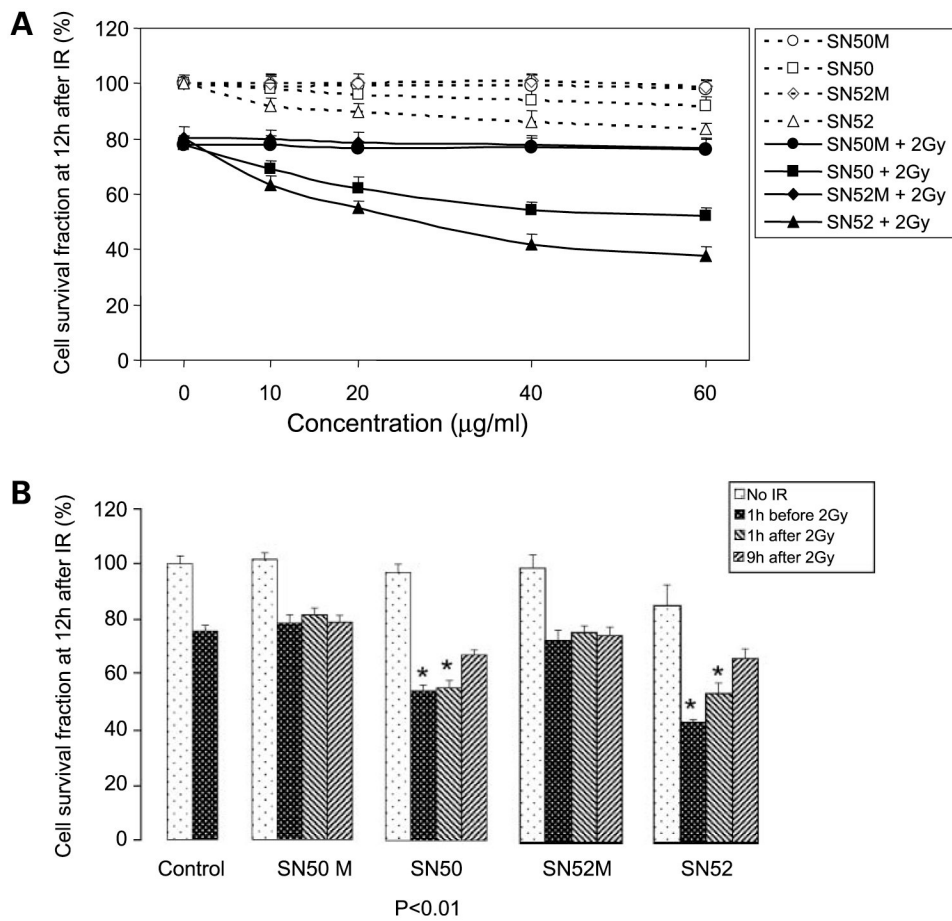 A
Cell survival fraction at 12h after IR (%)
120
100
80
60
40
20
0
0 10 20 40 60
Concentration (μg/ml)
SN50M
SN50
SN52M
SN52
SN50M + 2Gy
SN50 + 2Gy
SN52M + 2Gy
SN52 + 2Gy
B
Cell survival fraction at 12h after IR (%)
120
100
80
60
40
20
0
No IR
1h before 2Gy
1h after 2Gy
9h after 2Gy
* * * *
Control SN50 M SN50 SN52M SN52
P<0.01